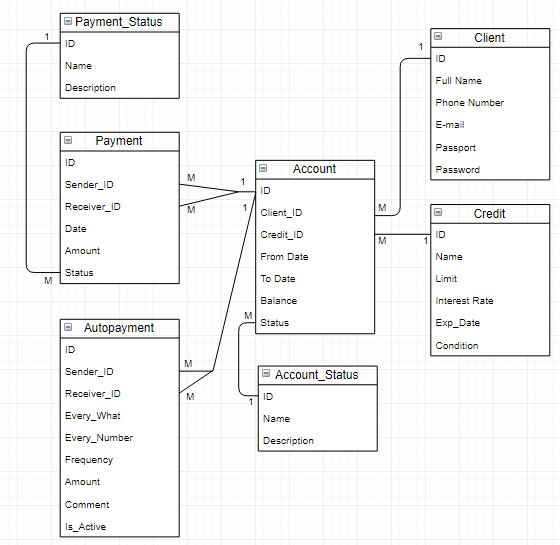 Payment_Status
1
ID
Name
Description
Payment
ID
Sender_ID
M
Receiver_ID
M
Date
Amount
Status
M
Autopayment
ID
Sender_ID
M
Receiver_ID
M
Every_What
Every_Number
Frequency
Amount
Comment
Is_Active
Account
1
ID
1
Client_ID
M
Credit_ID
M
From Date
To Date
Balance
M
Status
Account_Status
1
ID
Name
Description
Client
1
ID
Full Name
Phone Number
E-mail
Passport
Password
Credit
1
ID
Name
Limit
Interest Rate
Exp_Date
Condition